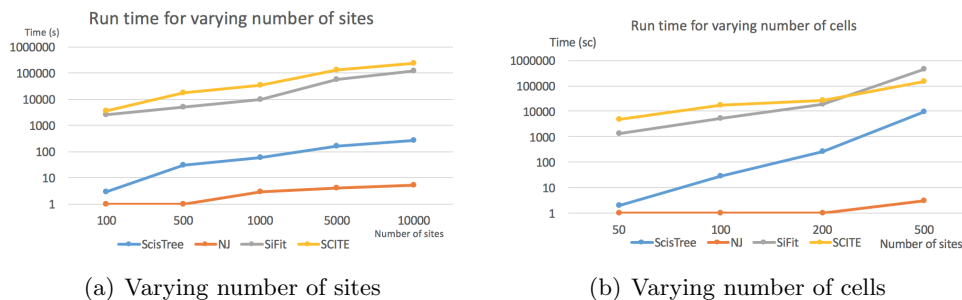 Run time for varying number of sites
Time (s)
1000000
100000
10000
1000
100
10
1
100 500 1000 5000 10000
Number of sites
ScisTree NJ SiFit SCITE
(a) Varying number of sites
Run time for varying number of cells
Time (sc)
1000000
100000
10000
1000
100
10
1
50 100 200 500
Number of sites
ScisTree NJ SiFit SCITE
(b) Varying number of cells